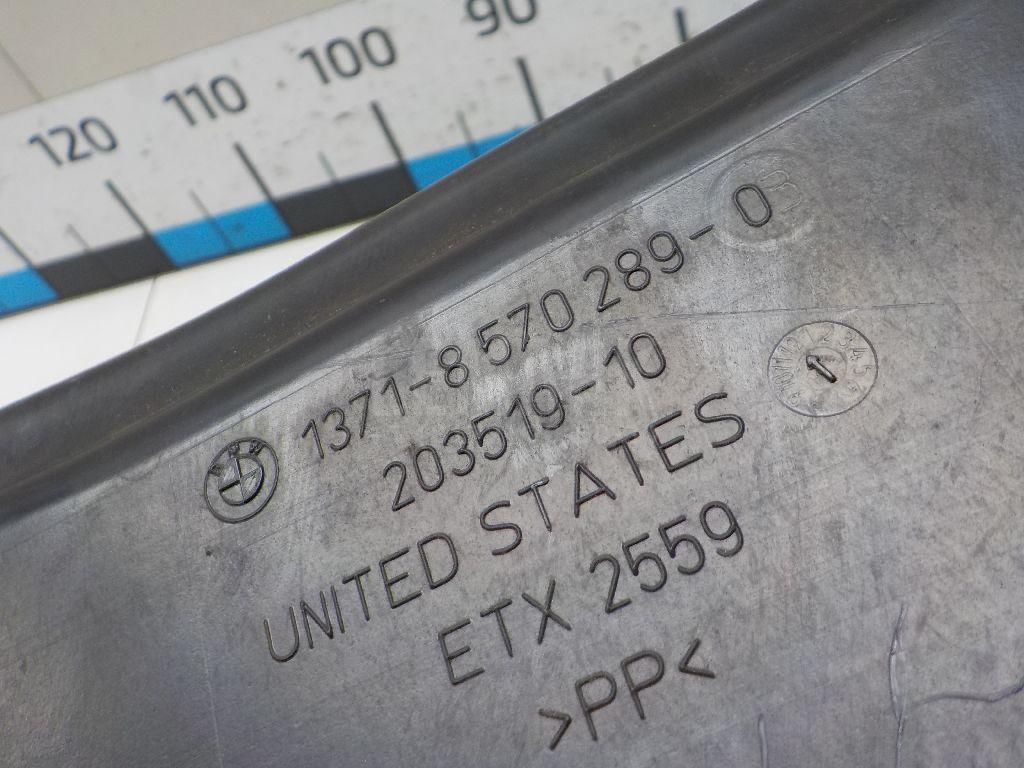 120 110 100 90
1371-8 570 289-0
203519-10
UNITED STATES
ETX 2559
>PP<